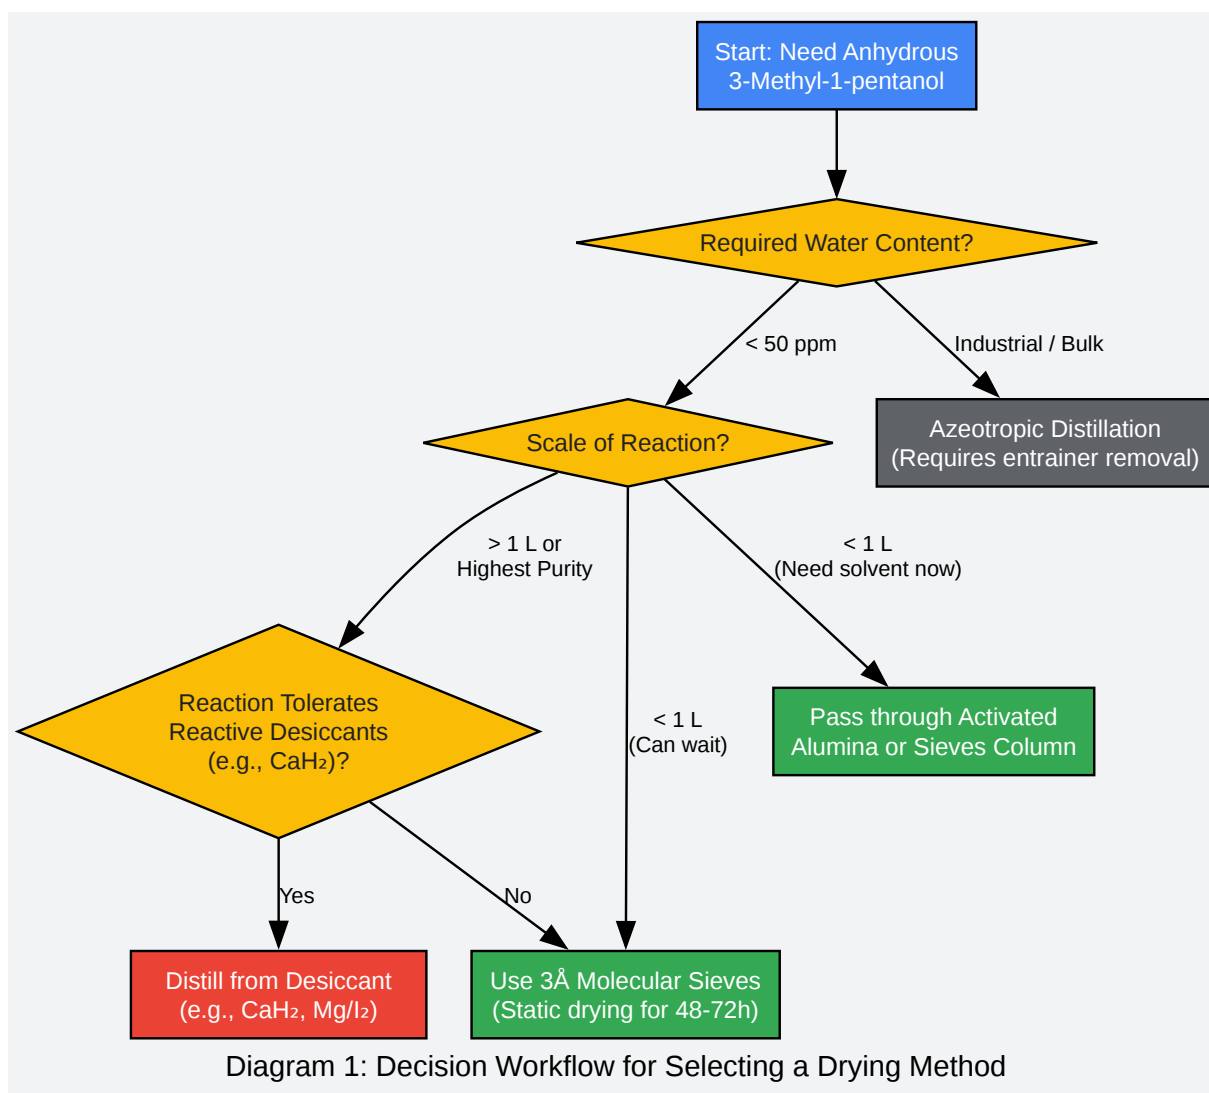 Start: Need Anhydrous
3-Methyl-1-pentanol
Required Water Content?
< 50 ppm
Industrial / Bulk
Scale of Reaction?
Azeotropic Distillation
(Requires entrainer removal)
> 1 L or
Highest Purity
< 1 L
(Need solvent now)
Reaction Tolerates
Reactive Desiccants
(e.g., CaH₂)?
< 1 L
(Can wait)
Pass through Activated
Alumina or Sieves Column
Yes
No
Distill from Desiccant
(e.g., CaH₂, Mg/I₂)
Use 3Å Molecular Sieves
(Static drying for 48-72h)
Diagram 1: Decision Workflow for Selecting a Drying Method